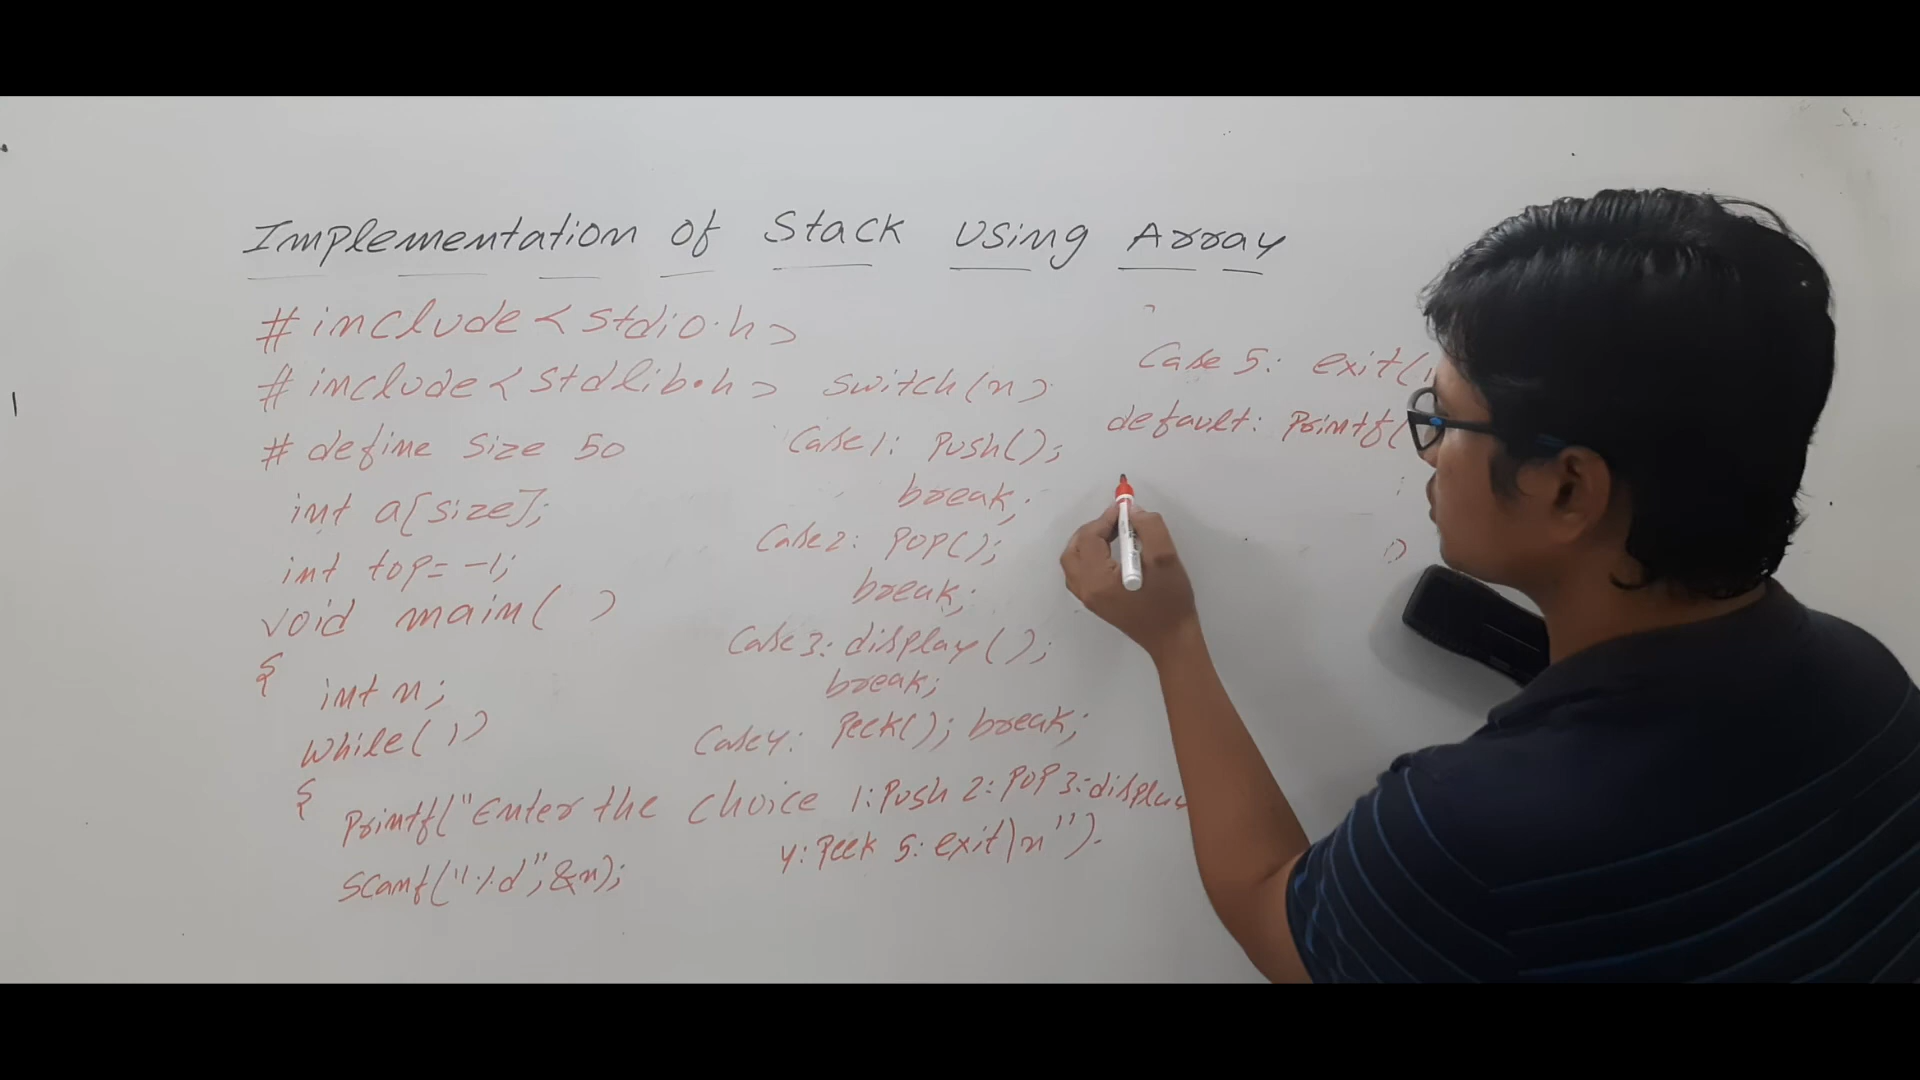 Implementation of Stack Using Array
#include<stdio.h>
#include<stdlib.h>
#define size 50
int a[size];
int top=-1;
void main( )
{
int n;
while(1)
{
printf("Enter the choice 1:Push 2:POP 3:display
4:Peek 5:exit\n").
scanf("%d",&n);
switch(n)
Case1: Push();
break;
Case2: POP();
break;
Case3: display();
break;
Case4: Peek(); break;
Case 5: exit(
default: Printf(